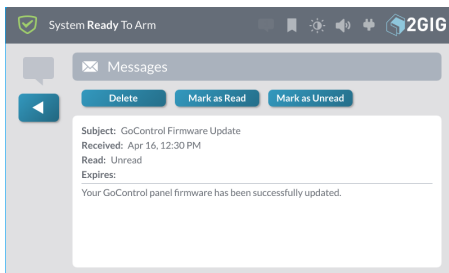 System Ready To Arm
2GIG
Messages
Delete Mark as Read Mark as Unread
Subject: GoControl Firmware Update
Received: Apr 16, 12:30 PM
Read: Unread
Expires:
Your GoControl panel firmware has been successfully updated.